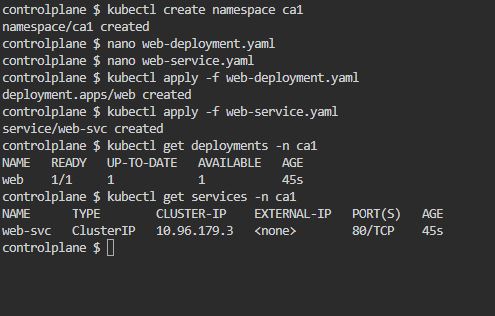 controlplane $ kubectl create namespace ca1
namespace/ca1 created
controlplane $ nano web-deployment.yaml
controlplane $ nano web-service.yaml
controlplane $ kubectl apply -f web-deployment.yaml
deployment.apps/web created
controlplane $ kubectl apply -f web-service.yaml
service/web-svc created
controlplane $ kubectl get deployments -n ca1
NAME   READY   UP-TO-DATE   AVAILABLE   AGE
web    1/1     1            1           45s
controlplane $ kubectl get services -n ca1
NAME      TYPE        CLUSTER-IP    EXTERNAL-IP   PORT(S)   AGE
web-svc   ClusterIP   10.96.179.3   <none>        80/TCP    45s
controlplane $